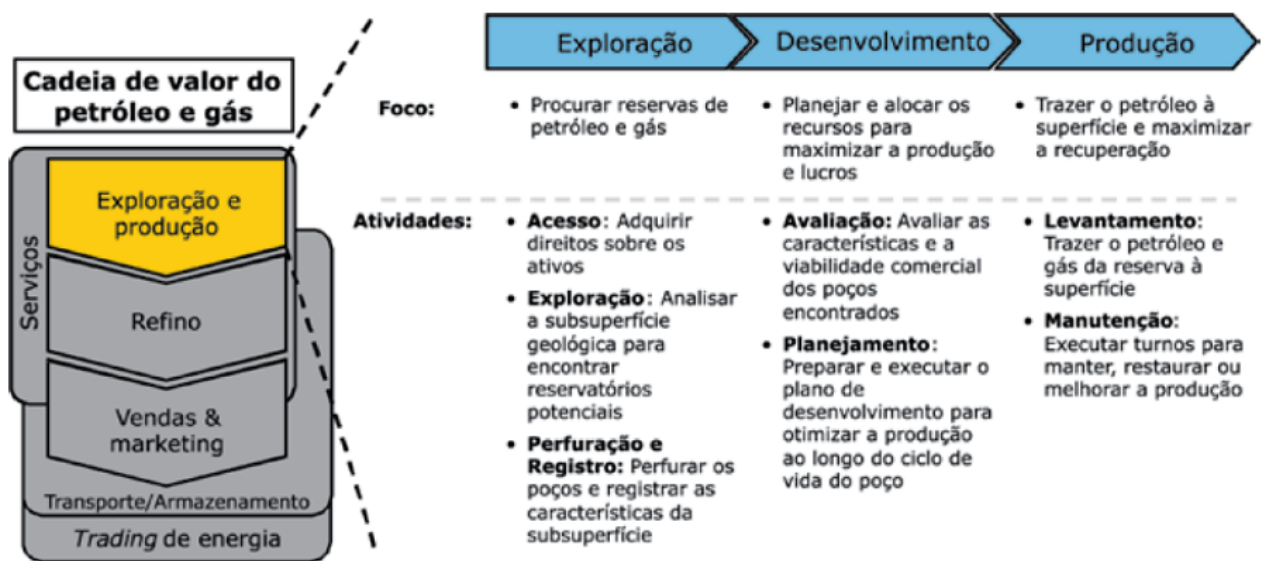 Cadeia de valor do
petróleo e gás
Serviços
Exploração e
produção
Refino
Vendas &
marketing
Transporte/Armazenamento
Trading de energia
Exploração
Desenvolvimento
Produção
Foco:
• Procurar reservas de
petróleo e gás
• Planejar e alocar os
recursos para
maximizar a produção
e lucros
• Trazer o petróleo à
superfície e maximizar
a recuperação
Atividades:
• Acesso: Adquirir
direitos sobre os
ativos
• Exploração: Analisar
a subsuperfície
geológica para
encontrar
reservatórios
potenciais
• Perfuração e
Registro: Perfurar os
poços e registrar as
características da
subsuperfície
• Avaliação: Avaliar as
características e a
viabilidade comercial
dos poços
encontrados
• Planejamento:
Preparar e executar o
plano de
desenvolvimento para
otimizar a produção
ao longo do ciclo de
vida do poço
• Levantamento:
Trazer o petróleo e
gás da reserva à
superfície
• Manutenção:
Executar turnos para
manter, restaurar ou
melhorar a produção